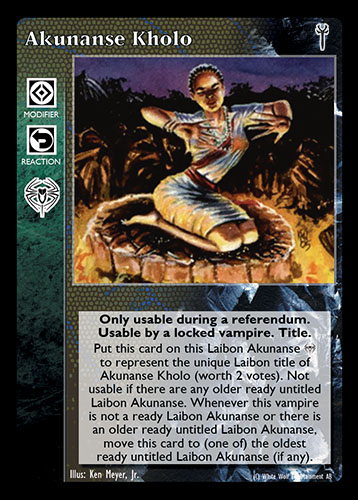 Akunanse Kholo
MODIFIER
REACTION
Only usable during a referendum.
Usable by a locked vampire. Title.
Put this card on this Laibon Akunanse
to represent the unique Laibon title of
Akunanse Kholo (worth 2 votes). Not
usable if there are any older ready untitled
Laibon Akunanse. Whenever this vampire
is not a ready Laibon Akunanse or there is
an older ready untitled Laibon Akunanse,
move this card to (one of) the oldest
ready untitled Laibon Akunanse (if any).
Illus: Ken Meyer, Jr.
(C) White Wolf Entertainment AB